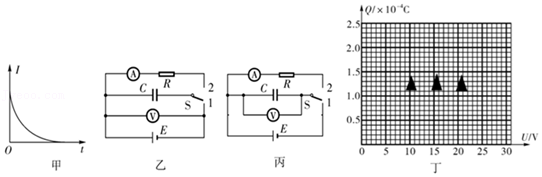 I
O
t
甲
A
R
C
2
S
1
V
E
乙
A
R
C
2
S
1
V
E
丙
Q/×10⁻⁴C
2.5
2.0
1.5
1.0
0.5
0 5 10 15 20 25 30
U/V
丁